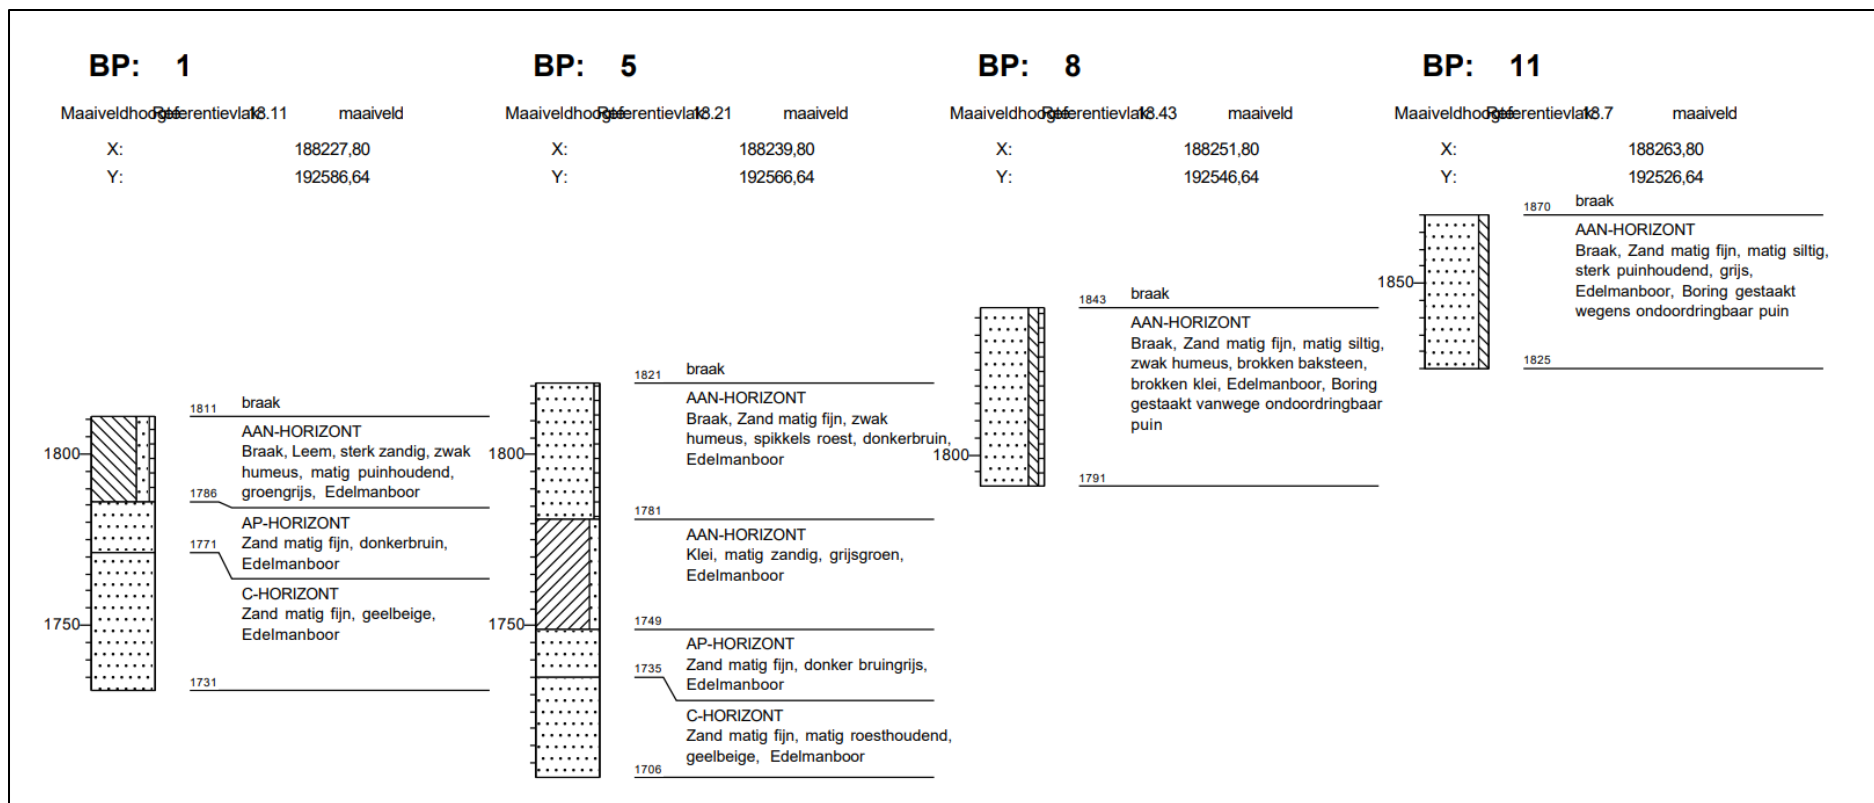 BP: 1
Maaiveldhoogte Referentievlak: 18.11 maaiveld
X: 188227,80
Y: 192586,64
1811 braak
AAN-HORIZONT
Braak, Leem, sterk zandig, zwak
humeus, matig puinhoudend,
groengrijs, Edelmanboor
1800
1786
AP-HORIZONT
Zand matig fijn, donkerbruin,
Edelmanboor
1771
C-HORIZONT
Zand matig fijn, geelbeige,
Edelmanboor
1750
1731
BP: 5
Maaiveldhoogte Referentievlak: 18.21 maaiveld
X: 188239,80
Y: 192566,64
1821 braak
AAN-HORIZONT
Braak, Zand matig fijn, zwak
humeus, spikkels roest, donkerbruin,
Edelmanboor
1800
1781
AAN-HORIZONT
Klei, matig zandig, grijsgroen,
Edelmanboor
1750
1749
AP-HORIZONT
Zand matig fijn, donker bruingrijs,
Edelmanboor
1735
C-HORIZONT
Zand matig fijn, matig roesthoudend,
geelbeige, Edelmanboor
1706
BP: 8
Maaiveldhoogte Referentievlak: 18.43 maaiveld
X: 188251,80
Y: 192546,64
1843 braak
AAN-HORIZONT
Braak, Zand matig fijn, matig siltig,
zwak humeus, brokken baksteen,
brokken klei, Edelmanboor, Boring
gestaakt vanwege ondoordringbaar
puin
1800
1791
BP: 11
Maaiveldhoogte Referentievlak: 18.7 maaiveld
X: 188263,80
Y: 192526,64
1870 braak
AAN-HORIZONT
Braak, Zand matig fijn, matig siltig,
sterk puinhoudend, grijs,
Edelmanboor, Boring gestaakt
wegens ondoordringbaar puin
1850
1825